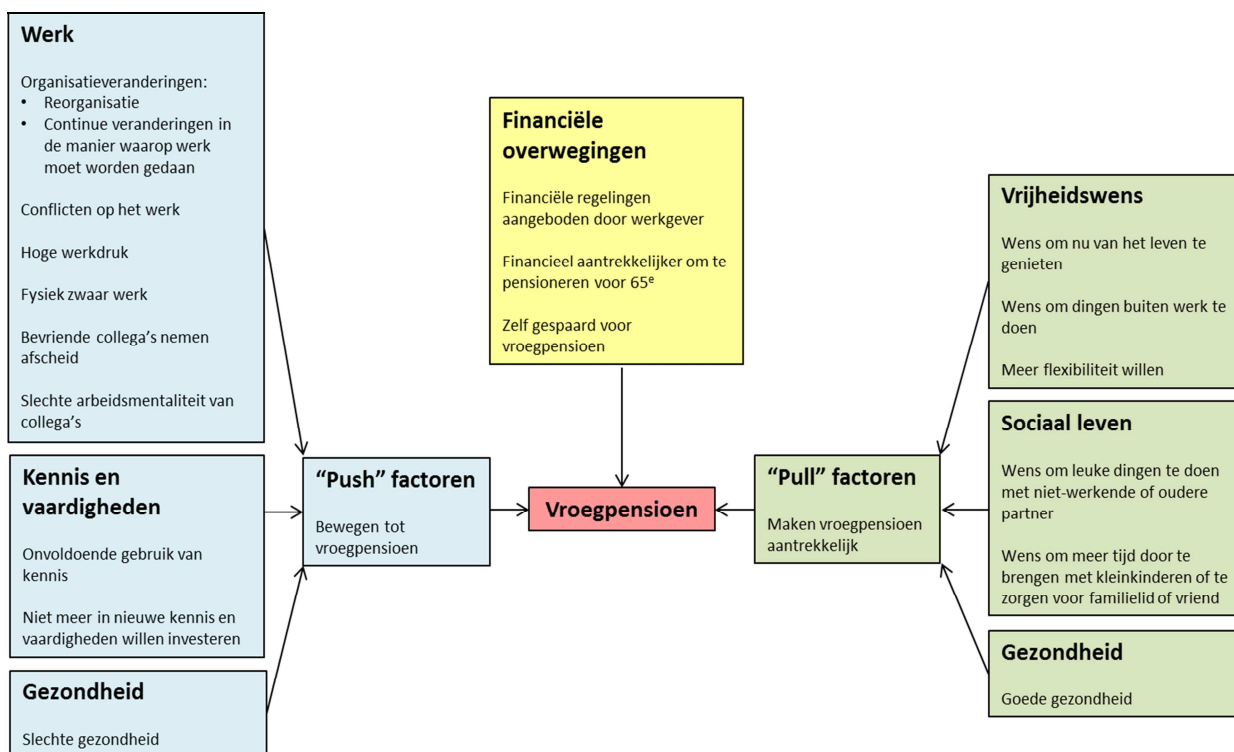 Werk
Organisatieveranderingen:
• Reorganisatie
• Continue veranderingen in
de manier waarop werk
moet worden gedaan
Conflicten op het werk
Hoge werkdruk
Fysiek zwaar werk
Bevriende collega's nemen
afscheid
Slechte arbeidsmentaliteit van
collega's
Kennis en
vaardigheden
Onvoldoende gebruik van
kennis
Niet meer in nieuwe kennis en
vaardigheden willen investeren
Gezondheid
Slechte gezondheid
“Push” factoren
Bewegen tot
vroegpensioen
Financiële
overwegingen
Financiële regelingen
aangeboden door werkgever
Financieel aantrekkelijker om te
pensioneren voor 65ᵉ
Zelf gespaard voor
vroegpensioen
Vroegpensioen
“Pull” factoren
Maken vroegpensioen
aantrekkelijk
Vrijheidswens
Wens om nu van het leven te
genieten
Wens om dingen buiten werk te
doen
Meer flexibiliteit willen
Sociaal leven
Wens om leuke dingen te doen
met niet-werkende of oudere
partner
Wens om meer tijd door te
brengen met kleinkinderen of te
zorgen voor familielid of vriend
Gezondheid
Goede gezondheid